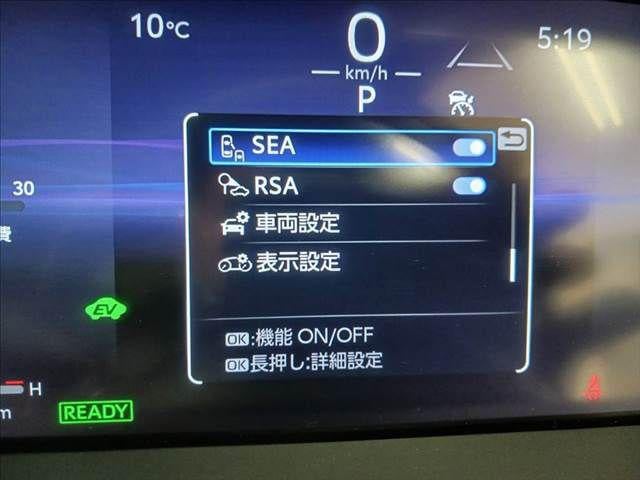 10℃
0
km/h
5:19
P
SEA
RSA
車両設定
表示設定
30
費
EV
OK:機能 ON/OFF
OK長押し:詳細設定
H
m
READY